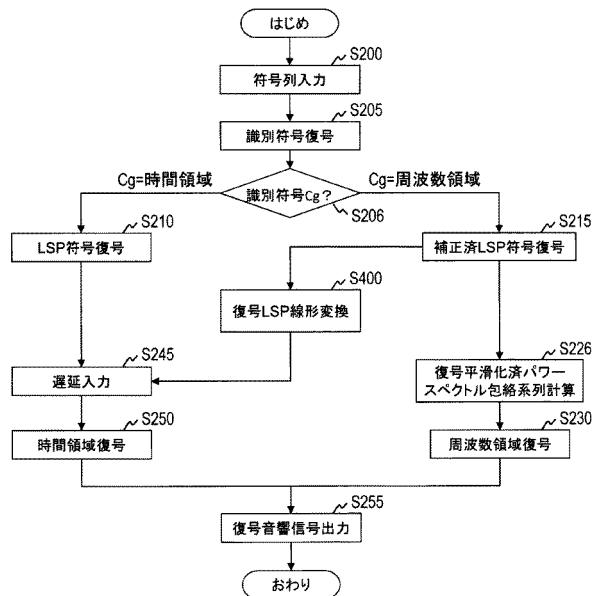 はじめ
S200
符号列入力
S205
識別符号復号
Cg=時間領域
Cg=周波数領域
識別符号Cg?
S206
S210
LSP符号復号
S215
補正済LSP符号復号
S400
復号LSP線形変換
S245
遅延入力
S226
復号平滑化済パワー
スペクトル包絡系列計算
S250
時間領域復号
S230
周波数領域復号
S255
復号音響信号出力
おわり